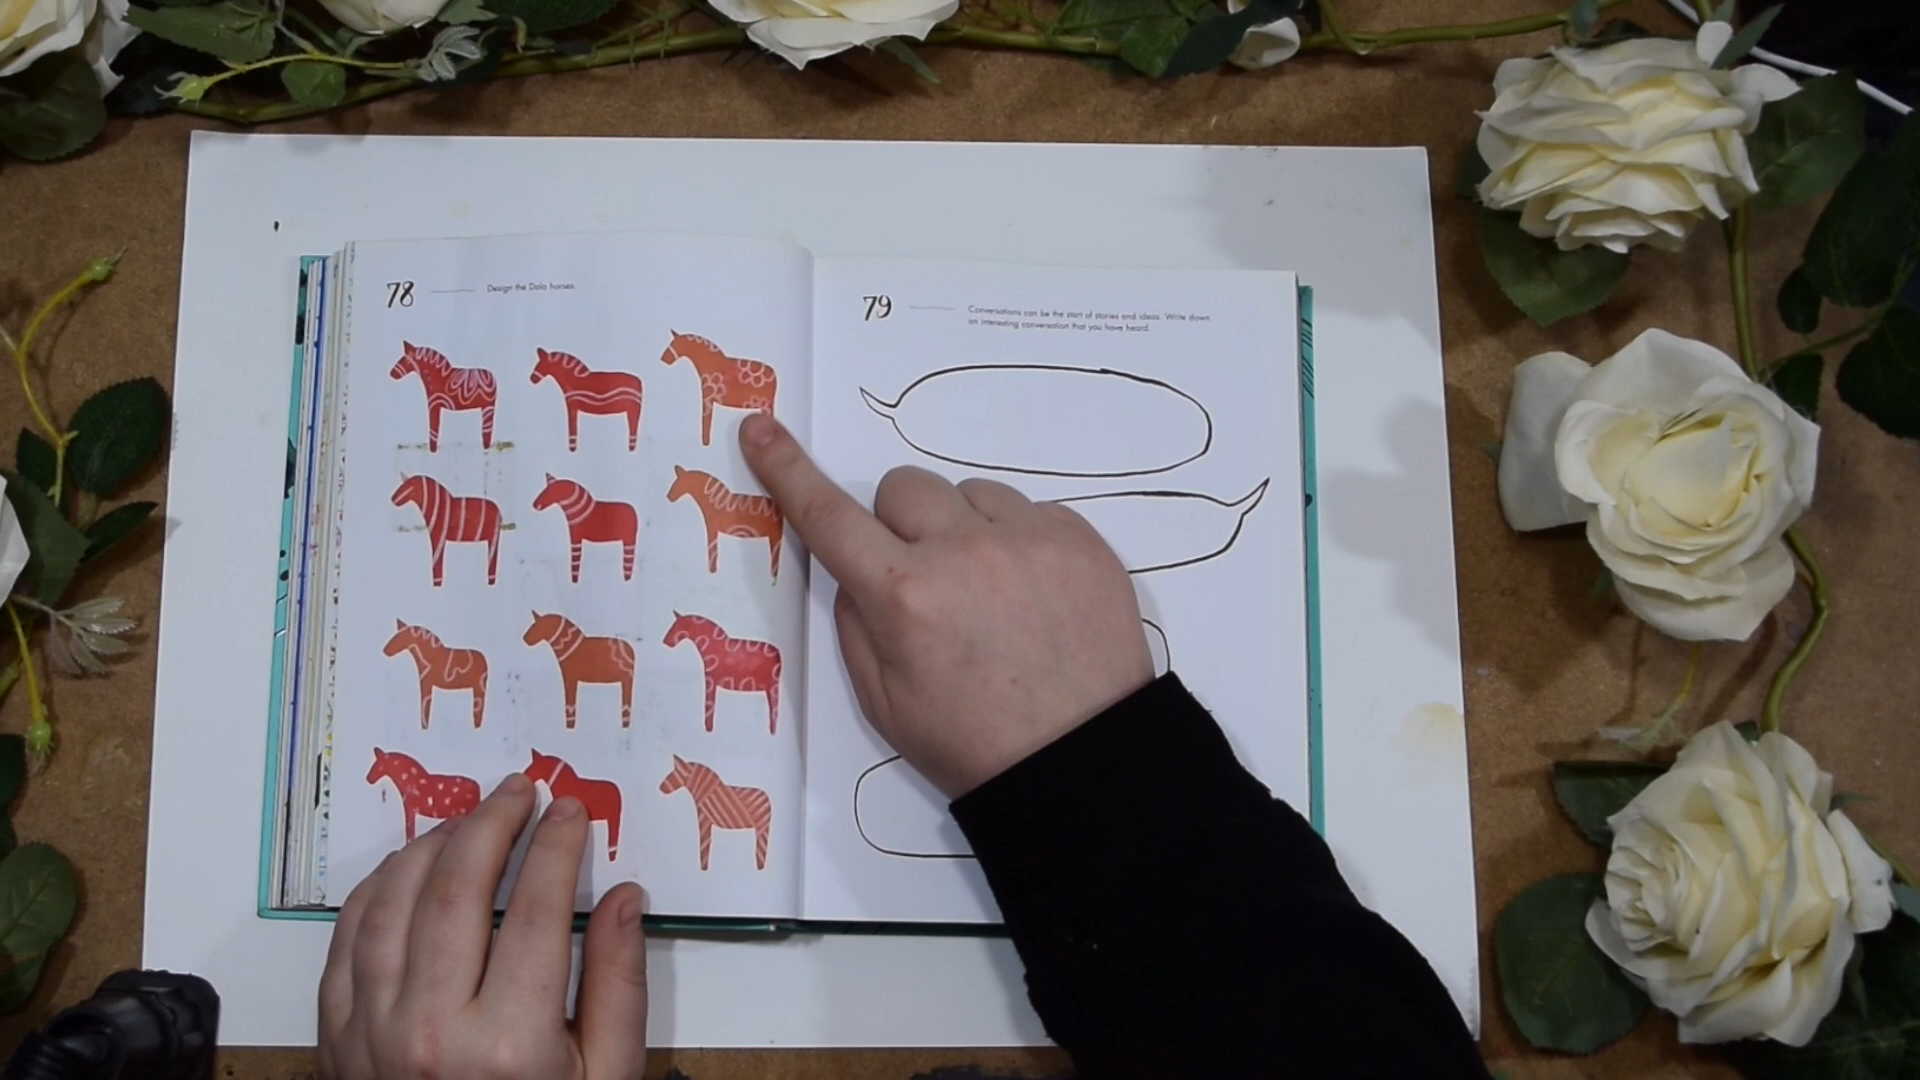 78
Design the Dala horses.
79
Conversations can be the start of stories and ideas. Write down
an interesting conversation that you have heard.